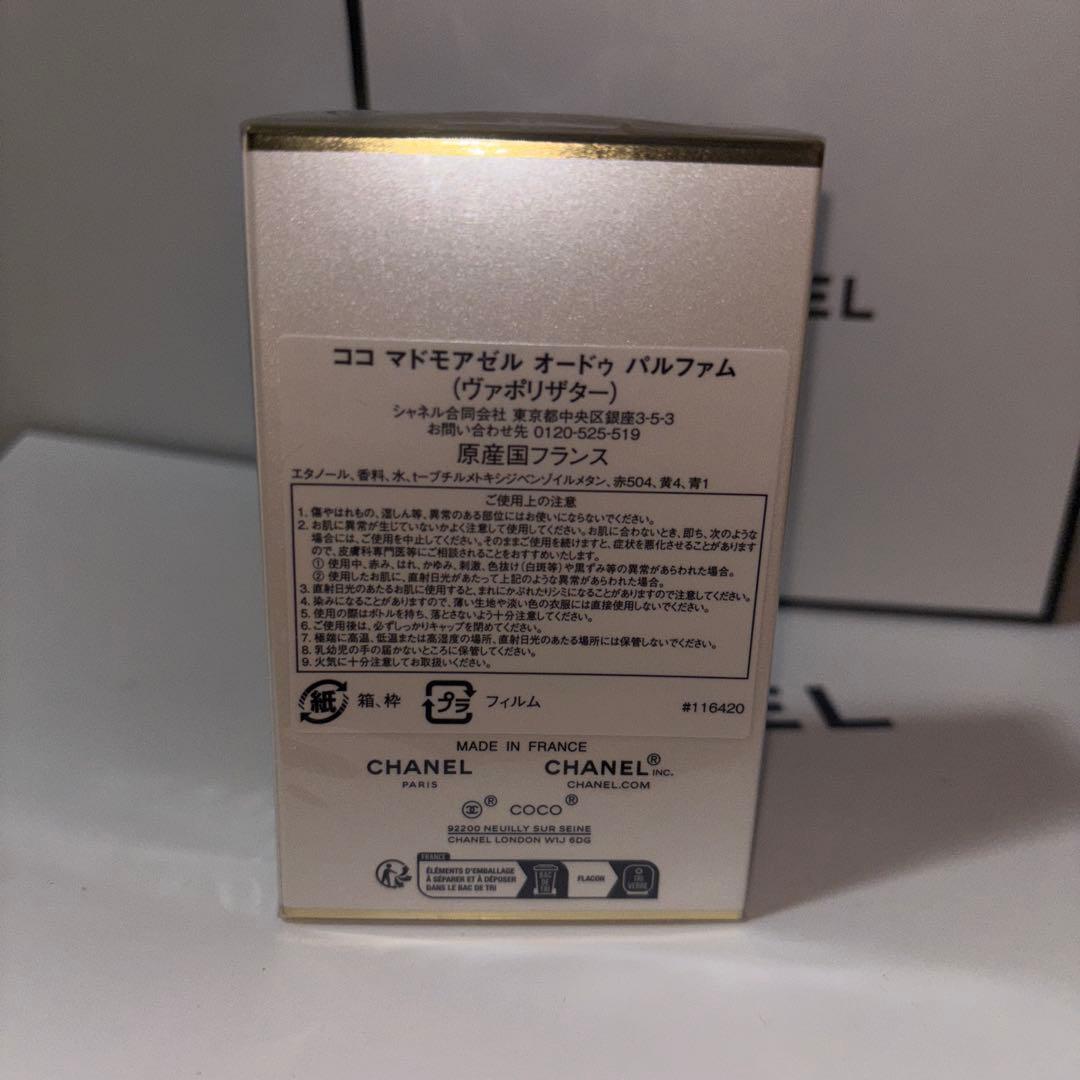 ココ マドモアゼル オードゥ パルファム
(ヴァポリザター)
シャネル合同会社 東京都中央区銀座3-5-3
お問い合わせ先 0120-525-519
原産国フランス
エタノール、香料、水、t-ブチルメトキシジベンゾイルメタン、赤504、黄4、青1
ご使用上の注意
1. 傷やはれもの、湿しん等、異常のある部位にはお使いにならないでください。
2. お肌に異常が生じていないかよく注意して使用してください。お肌に合わないとき、即ち、次のような
場合には、ご使用を中止してください。そのままご使用を続けますと、症状を悪化させることがあります
ので、皮膚科専門医等にご相談されることをおすすめいたします。
① 使用中、赤み、はれ、かゆみ、刺激、色抜け(白斑等)や黒ずみ等の異常があらわれた場合。
② 使用したお肌に、直射日光があたって上記のような異常があらわれた場合。
3. 直射日光のあたるお肌に使用すると、まれにかぶれたりシミになることがありますので注意してください。
4. 染みになることがありますので、薄い生地や淡い色の衣服には直接使用しないでください。
5. 使用の際はボトルを持ち、落とさないよう十分注意してください。
6. ご使用後は、必ずしっかりキャップを閉めてください。
7. 極端に高温、低温または高湿度の場所、直射日光のあたる場所には保管しないでください。
8. 乳幼児の手の届かないところに保管してください。
9. 火気に十分注意してお取扱いください。
紙 箱、枠 プラ フィルム #116420
MADE IN FRANCE
CHANEL CHANEL® INC.
PARIS CHANEL.COM
® COCO®
92200 NEUILLY SUR SEINE
CHANEL LONDON W1J 6DG
FRANCE
ÉLÉMENTS D'EMBALLAGE
À SÉPARER ET À DÉPOSER
DANS LE BAC DE TRI
BAC
DE
TRI
FLACON
TRI
VERRE
EL
EL